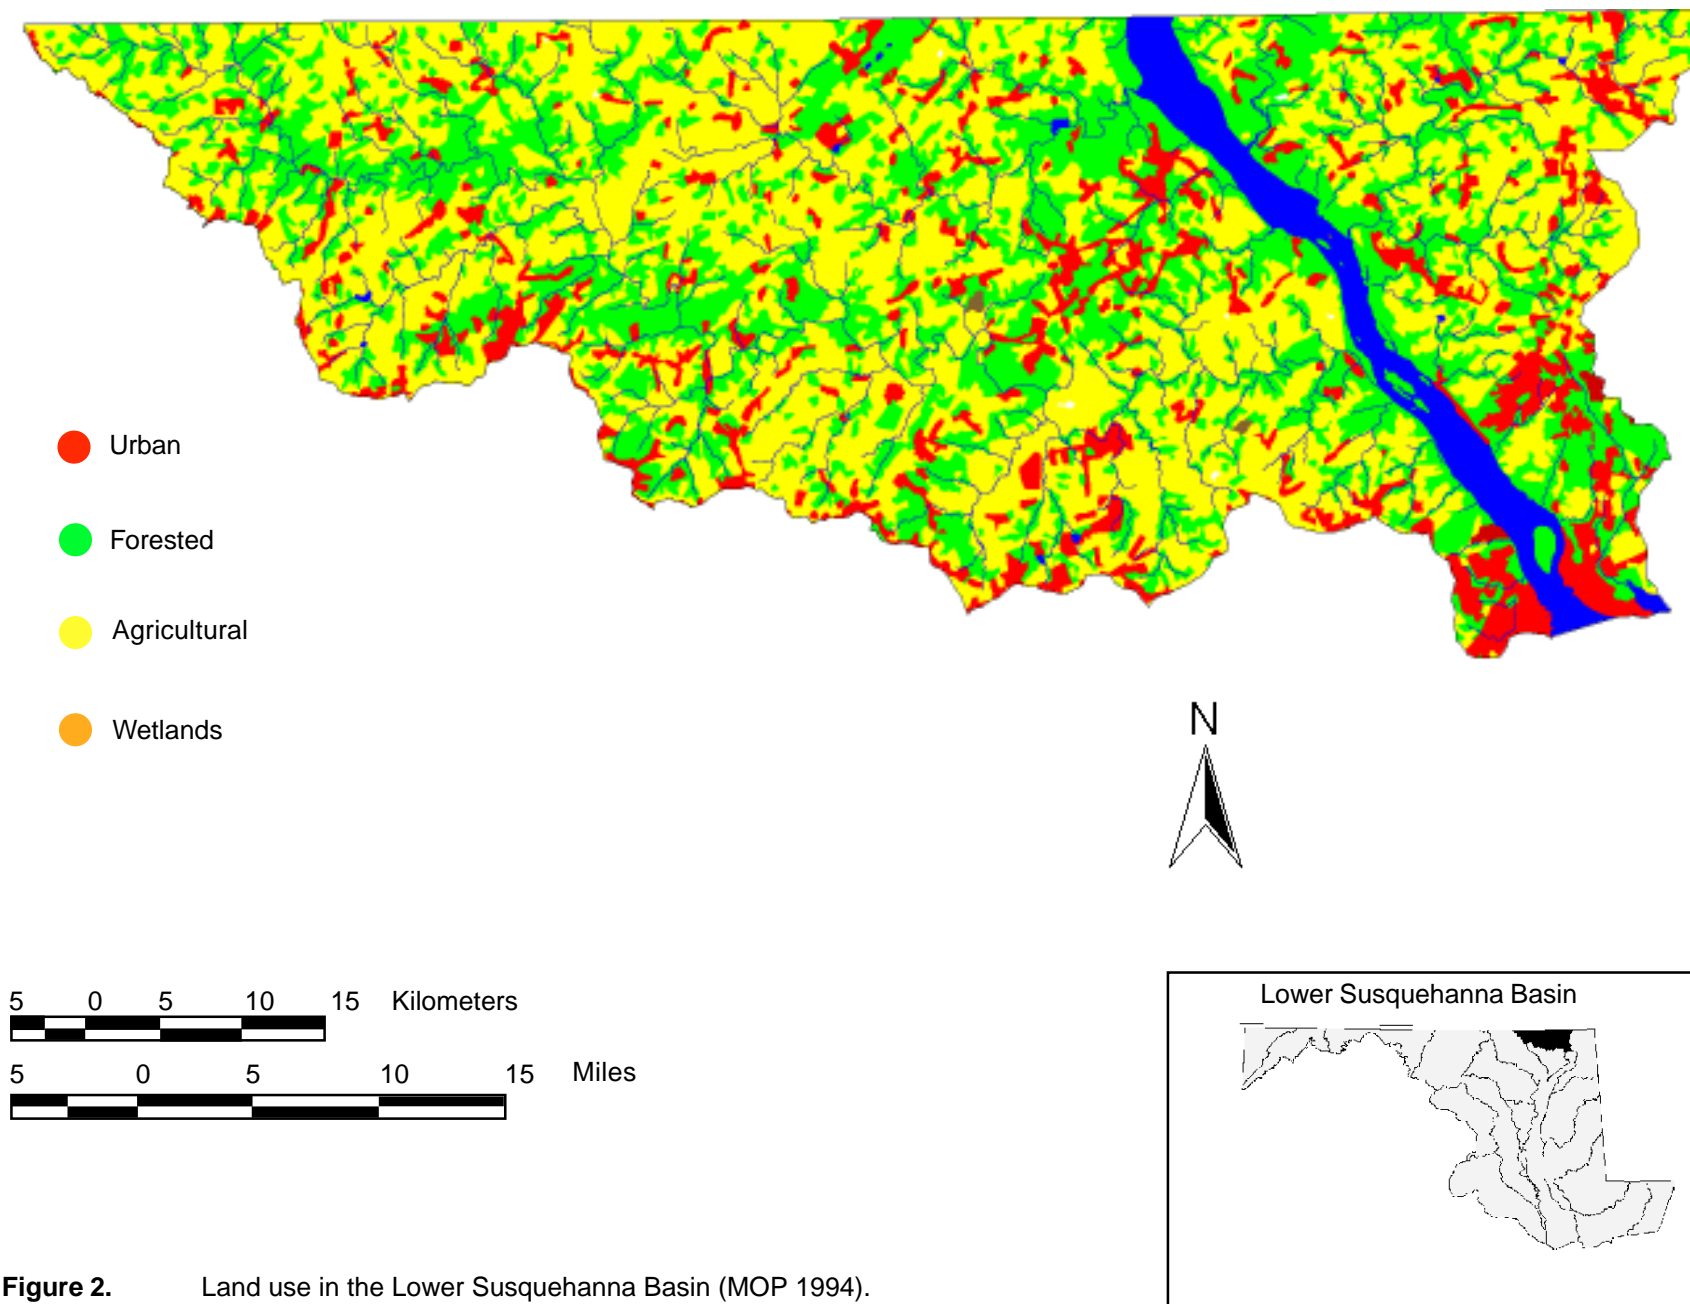 Urban
Forested
Agricultural
Wetlands
N
5 0 5 10 15 Kilometers
5 0 5 10 15 Miles
Lower Susquehanna Basin
Figure 2. Land use in the Lower Susquehanna Basin (MOP 1994).